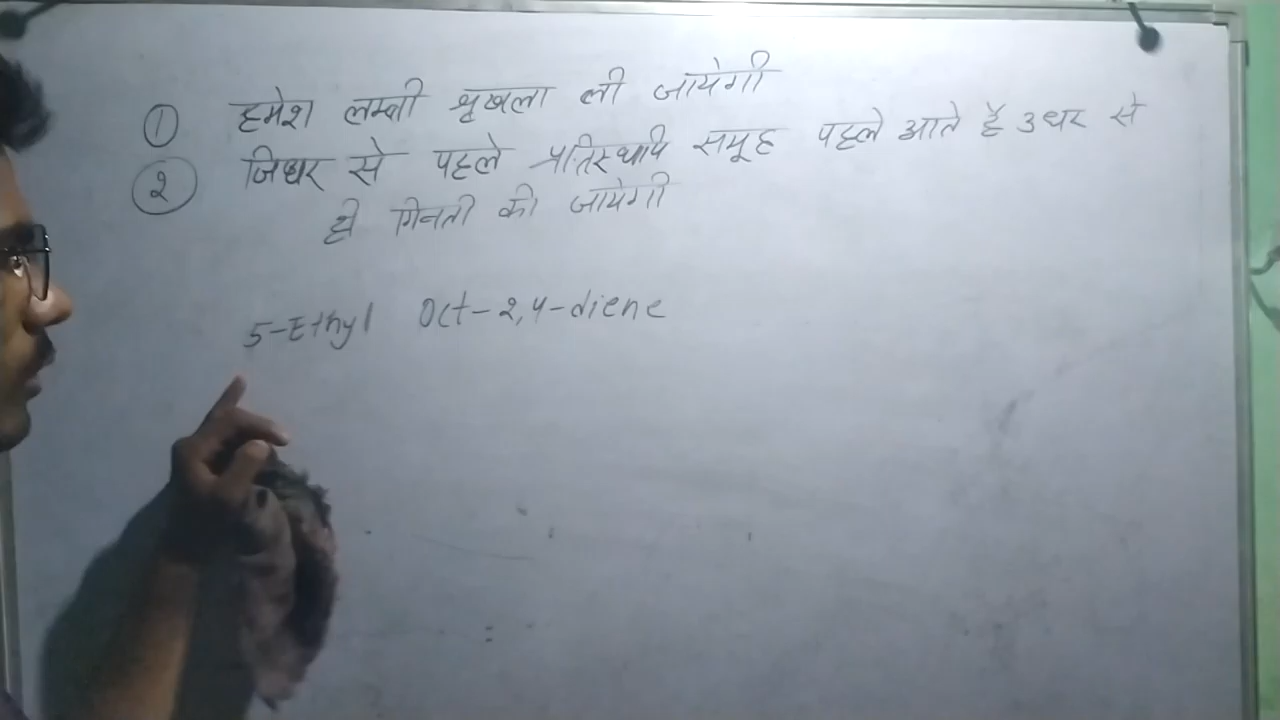 ① हमेश लम्बी श्रृखला ली जायेगी
② जिधर से पहले प्रतिस्थापि समूह पहले आते हैं उधर से
ही गिनती की जायेगी
5-Ethyl Oct-2,4-diene